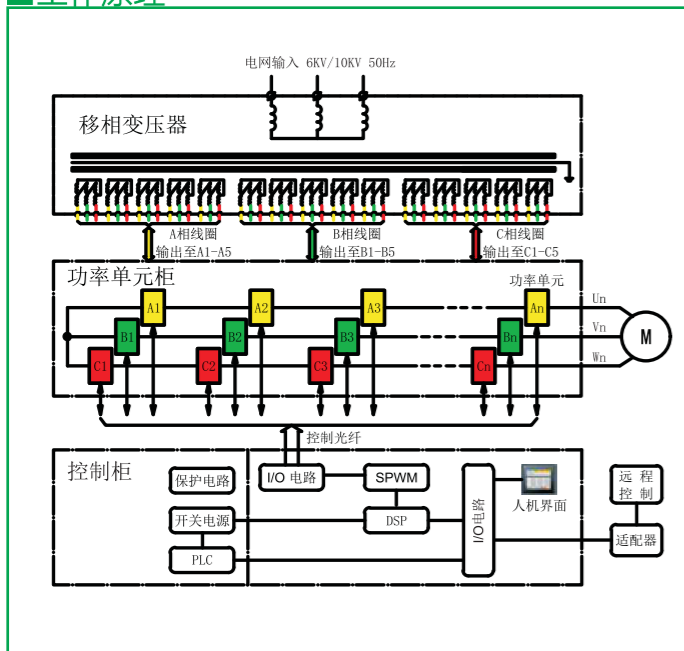 工作原理
电网输入 6KV/10KV 50Hz
移相变压器
A相线圈
输出至A1-A5
B相线圈
输出至B1-B5
C相线圈
输出至C1-C5
功率单元柜
功率单元
A1
A2
A3
An
Un
B1
B2
B3
Bn
Vn
M
C1
C2
C3
Cn
Wn
控制光纤
控制柜
保护电路
I/O 电路
SPWM
人机界面
远 程
控 制
开关电源
DSP
I/O电路
适配器
PLC